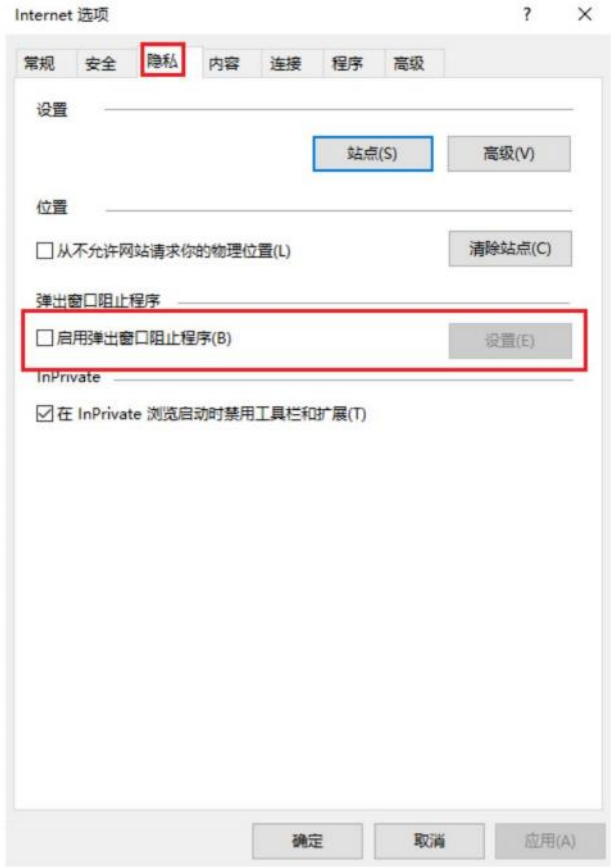 Internet 选项 ? ×
常规 安全 隐私 内容 连接 程序 高级
设置
站点(S) 高级(V)
位置
从不允许网站请求你的物理位置(L) 清除站点(C)
弹出窗口阻止程序
启用弹出窗口阻止程序(B) 设置(E)
InPrivate
在 InPrivate 浏览启动时禁用工具栏和扩展(T)
确定 取消 应用(A)